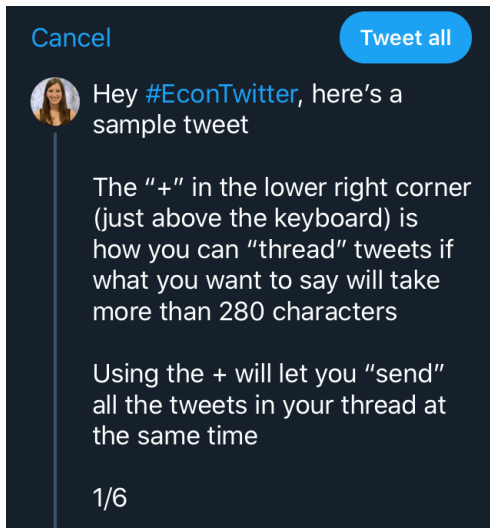 Cancel
Tweet all
Hey #EconTwitter, here’s a
sample tweet
The “+” in the lower right corner
(just above the keyboard) is
how you can “thread” tweets if
what you want to say will take
more than 280 characters
Using the + will let you “send”
all the tweets in your thread at
the same time
1/6